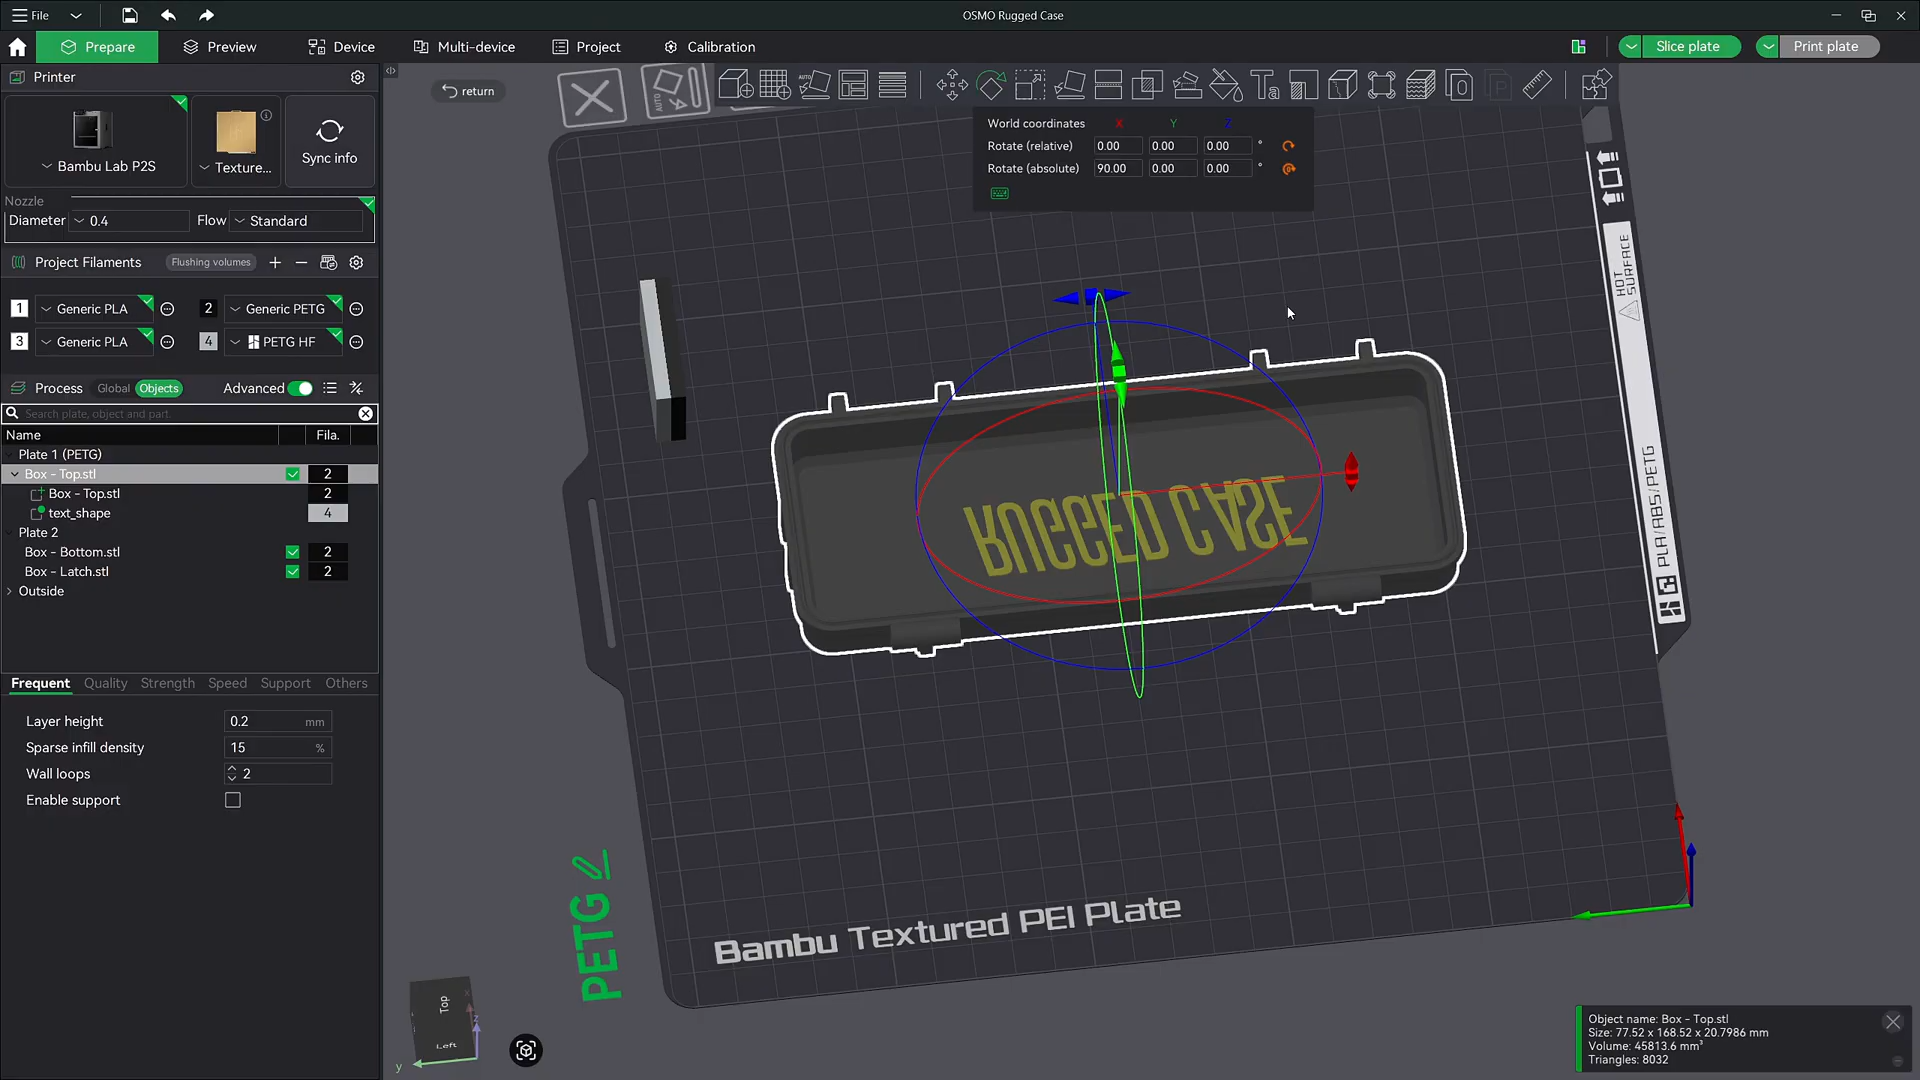 File
OSMO Rugged Case
Prepare
Preview
Device
Multi-device
Project
Calibration
Slice plate
Print plate
Printer
return
Bambu Lab P2S
Texture...
Sync info
Nozzle
Diameter 0.4 Flow Standard
Project Filaments Flushing volumes
1 Generic PLA 2 Generic PETG
3 Generic PLA 4 PETG HF
Process Global Objects Advanced
Search plate, object and part.
Name Fila.
Plate 1 (PETG)
Box - Top.stl 2
Box - Top.stl 2
text_shape 4
Plate 2
Box - Bottom.stl 2
Box - Latch.stl 2
Outside
Frequent Quality Strength Speed Support Others
Layer height 0.2 mm
Sparse infill density 15 %
Wall loops 2
Enable support
AUTO
AUTO
World coordinates X Y Z
Rotate (relative) 0.00 0.00 0.00 °
Rotate (absolute) 90.00 0.00 0.00 °
RUGGED CASE
HOT SURFACE
PLA/ABS/PETG
PETG
Bambu Textured PEI Plate
Top
Left
x
z
y
Object name: Box - Top.stl
Size: 77.52 x 168.52 x 20.7986 mm
Volume: 45813.6 mm³
Triangles: 8032